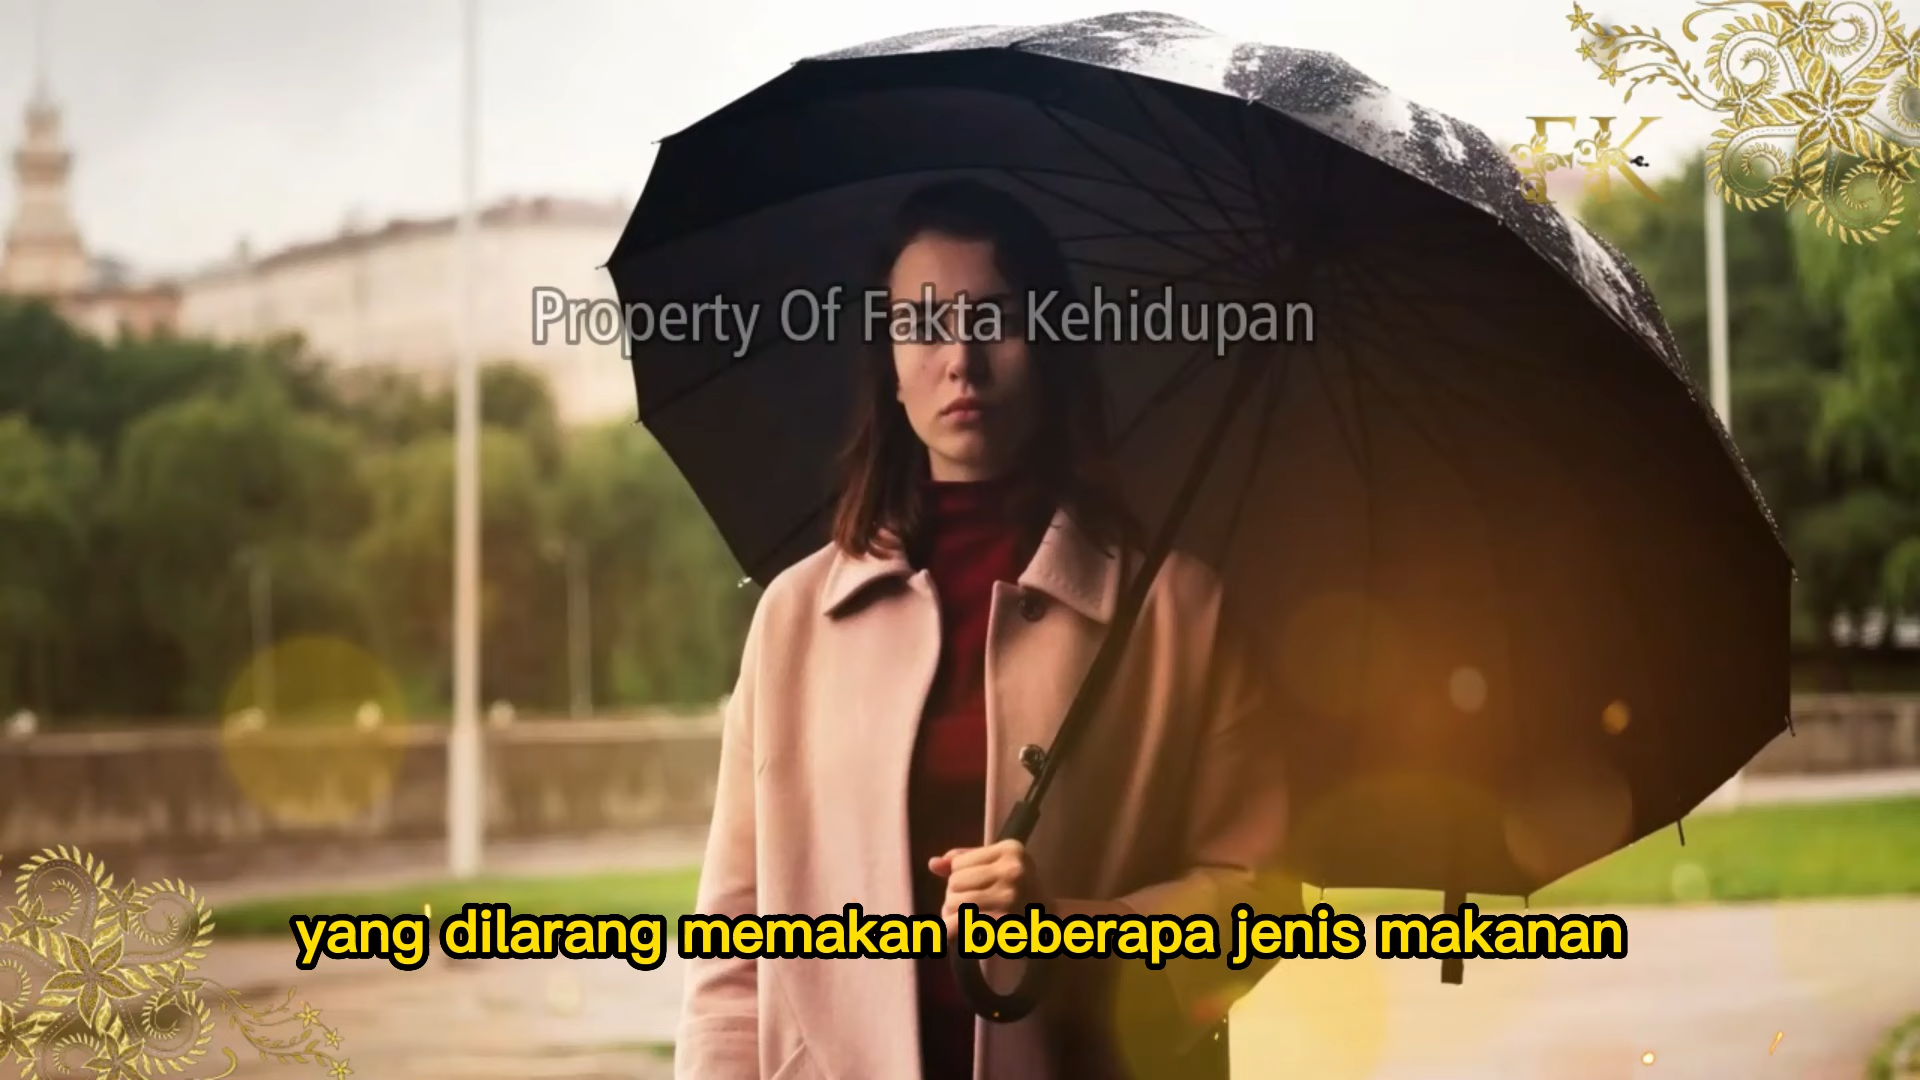 FK
Property Of Fakta Kehidupan
yang dilarang memakan beberapa jenis makanan